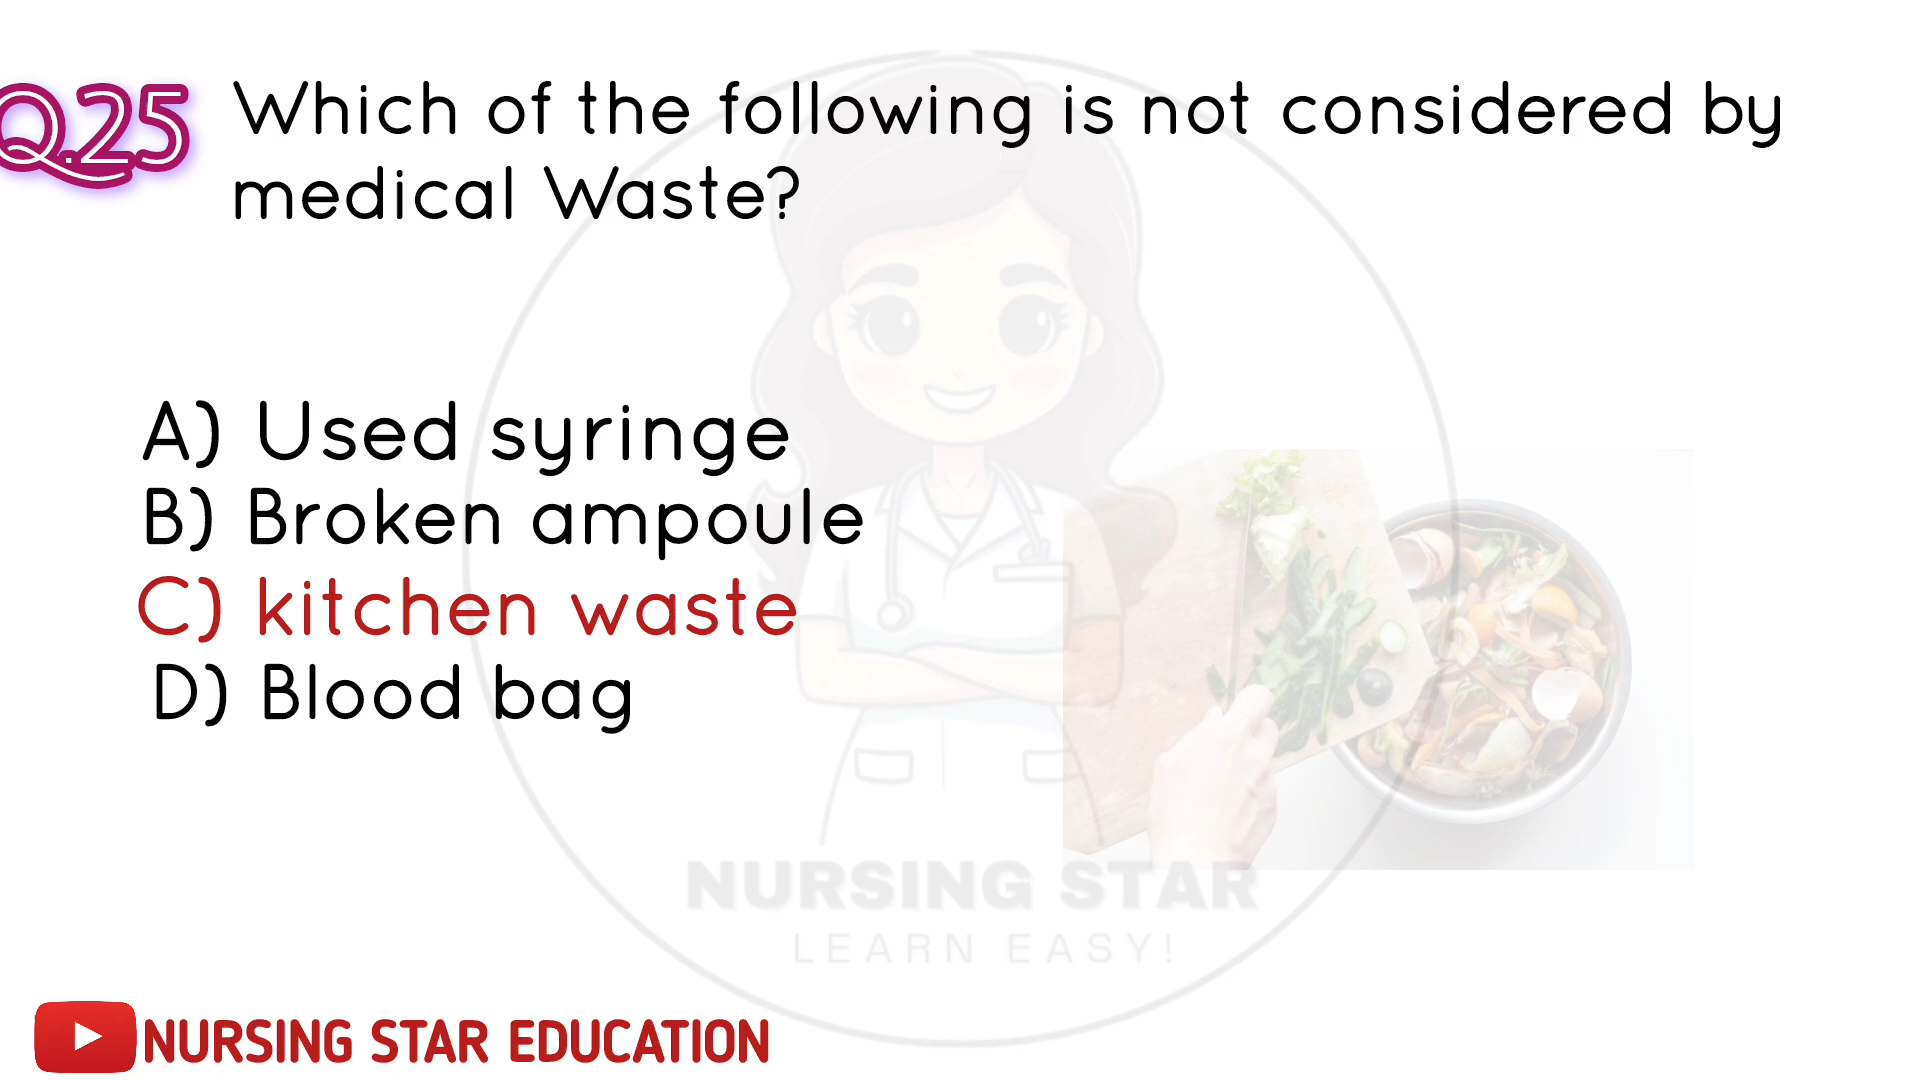 Q.25 Which of the following is not considered by
medical Waste?
A) Used syringe
B) Broken ampoule
C) kitchen waste
D) Blood bag
NURSING STAR
LEARN EASY!
NURSING STAR EDUCATION